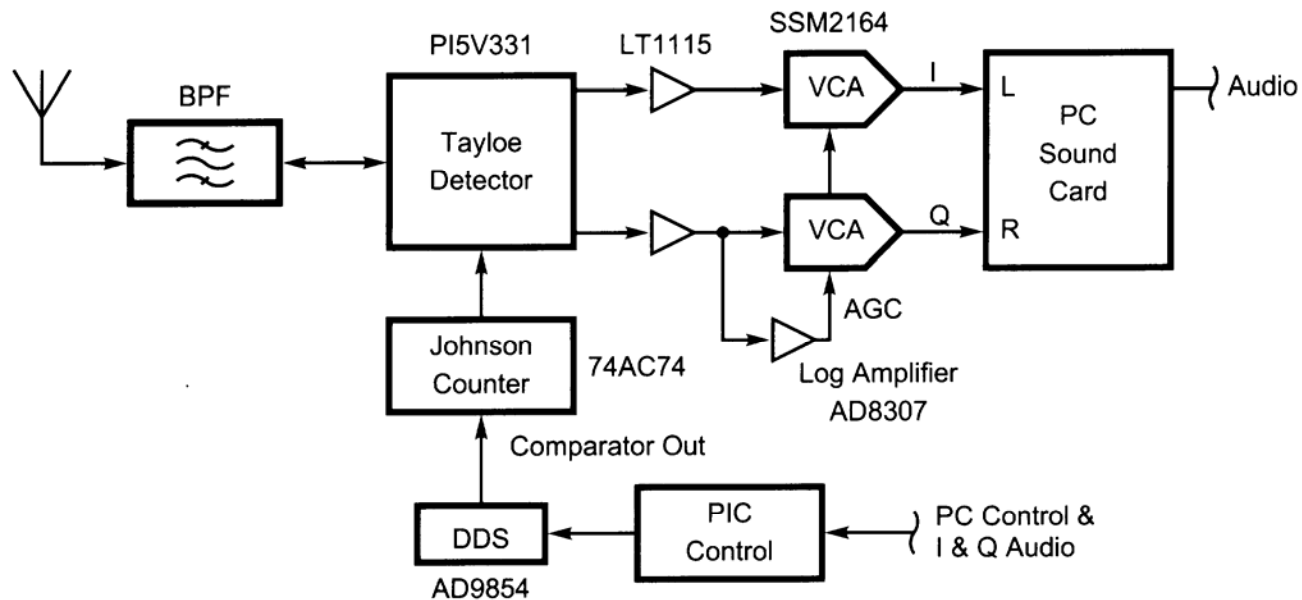 SSM2164
PI5V331
LT1115
BPF
VCA
I
L
PC
Sound
Card
Audio
Tayloe
Detector
VCA
Q
R
AGC
Johnson
Counter
74AC74
Log Amplifier
AD8307
Comparator Out
DDS
AD9854
PIC
Control
PC Control &
I & Q Audio